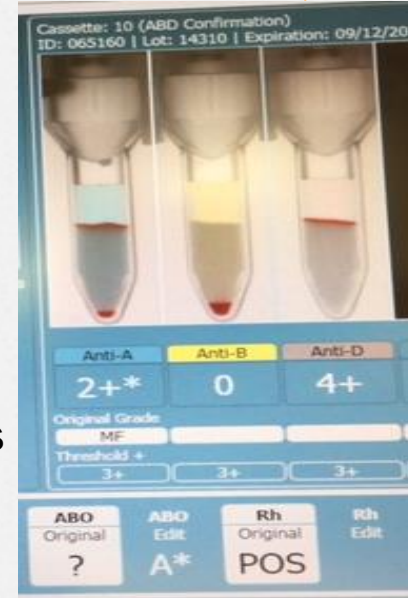 Cassette: 10 (ABD Confirmation)
ID: 065160 | Lot: 14310 | Expiration: 09/12/20
Anti-A Anti-B Anti-D
2+* 0 4+
Original Grade
MF
Threshold +
3+ 3+ 3+
ABO ABO Rh Rh
Original Edit Original Edit
? A* POS
s